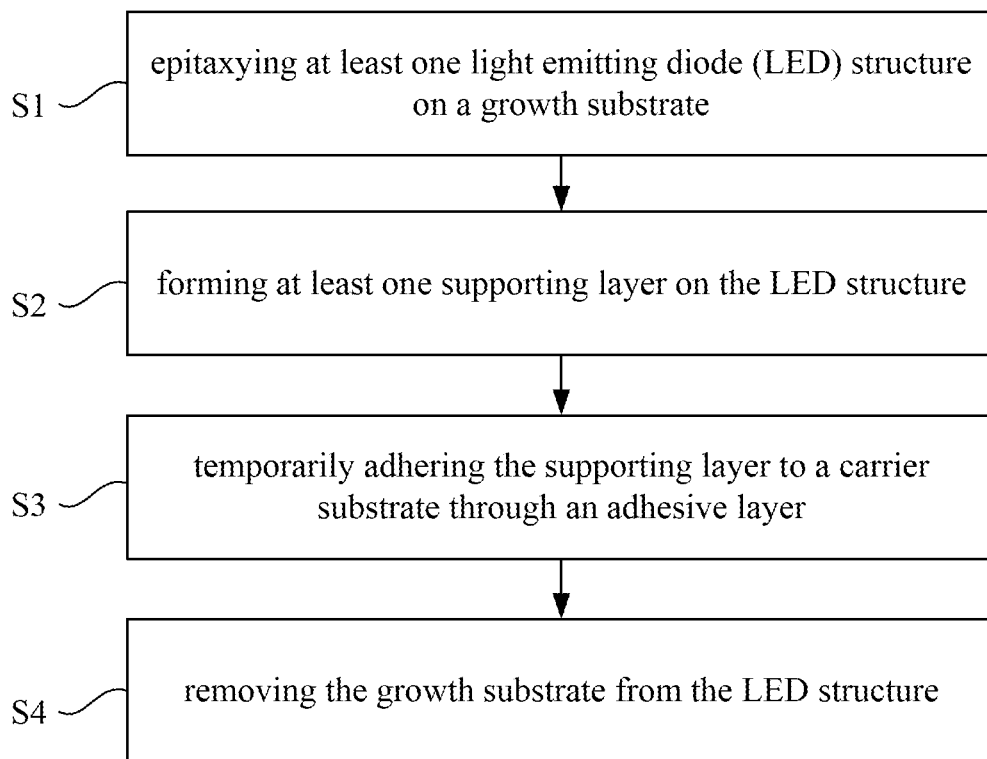 S1
epitaxying at least one light emitting diode (LED) structure
on a growth substrate
S2
forming at least one supporting layer on the LED structure
S3
temporarily adhering the supporting layer to a carrier
substrate through an adhesive layer
S4
removing the growth substrate from the LED structure